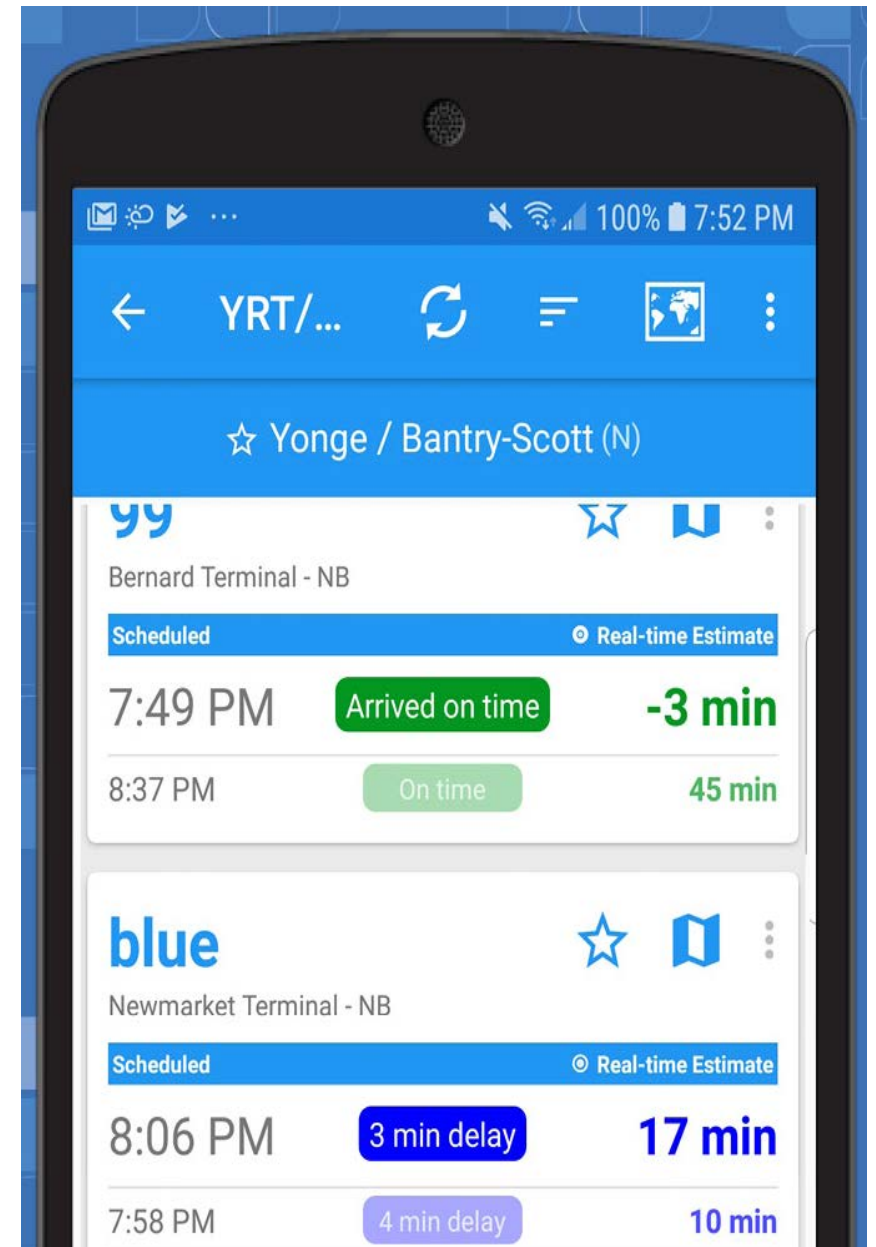 100% 7:52 PM
YRT/...
Yonge / Bantry-Scott (N)
99
Bernard Terminal - NB
Scheduled Real-time Estimate
7:49 PM Arrived on time -3 min
8:37 PM On time 45 min
blue
Newmarket Terminal - NB
Scheduled Real-time Estimate
8:06 PM 3 min delay 17 min
7:58 PM 4 min delay 10 min